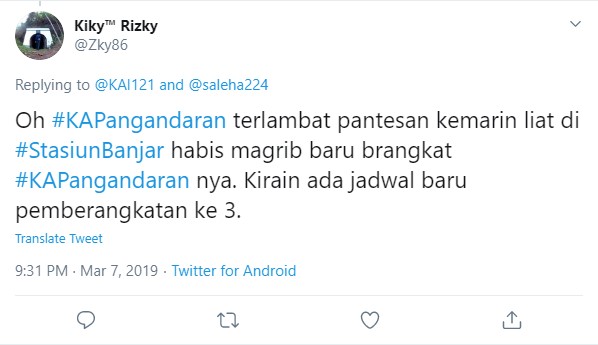 Kiky™ Rizky
@Zky86
Replying to @KAI121 and @saleha224
Oh #KAPangandaran terlambat pantesan kemarin liat di
#StasiunBanjar habis magrib baru brangkat
#KAPangandaran nya. Kirain ada jadwal baru
pemberangkatan ke 3.
Translate Tweet
9:31 PM · Mar 7, 2019 · Twitter for Android